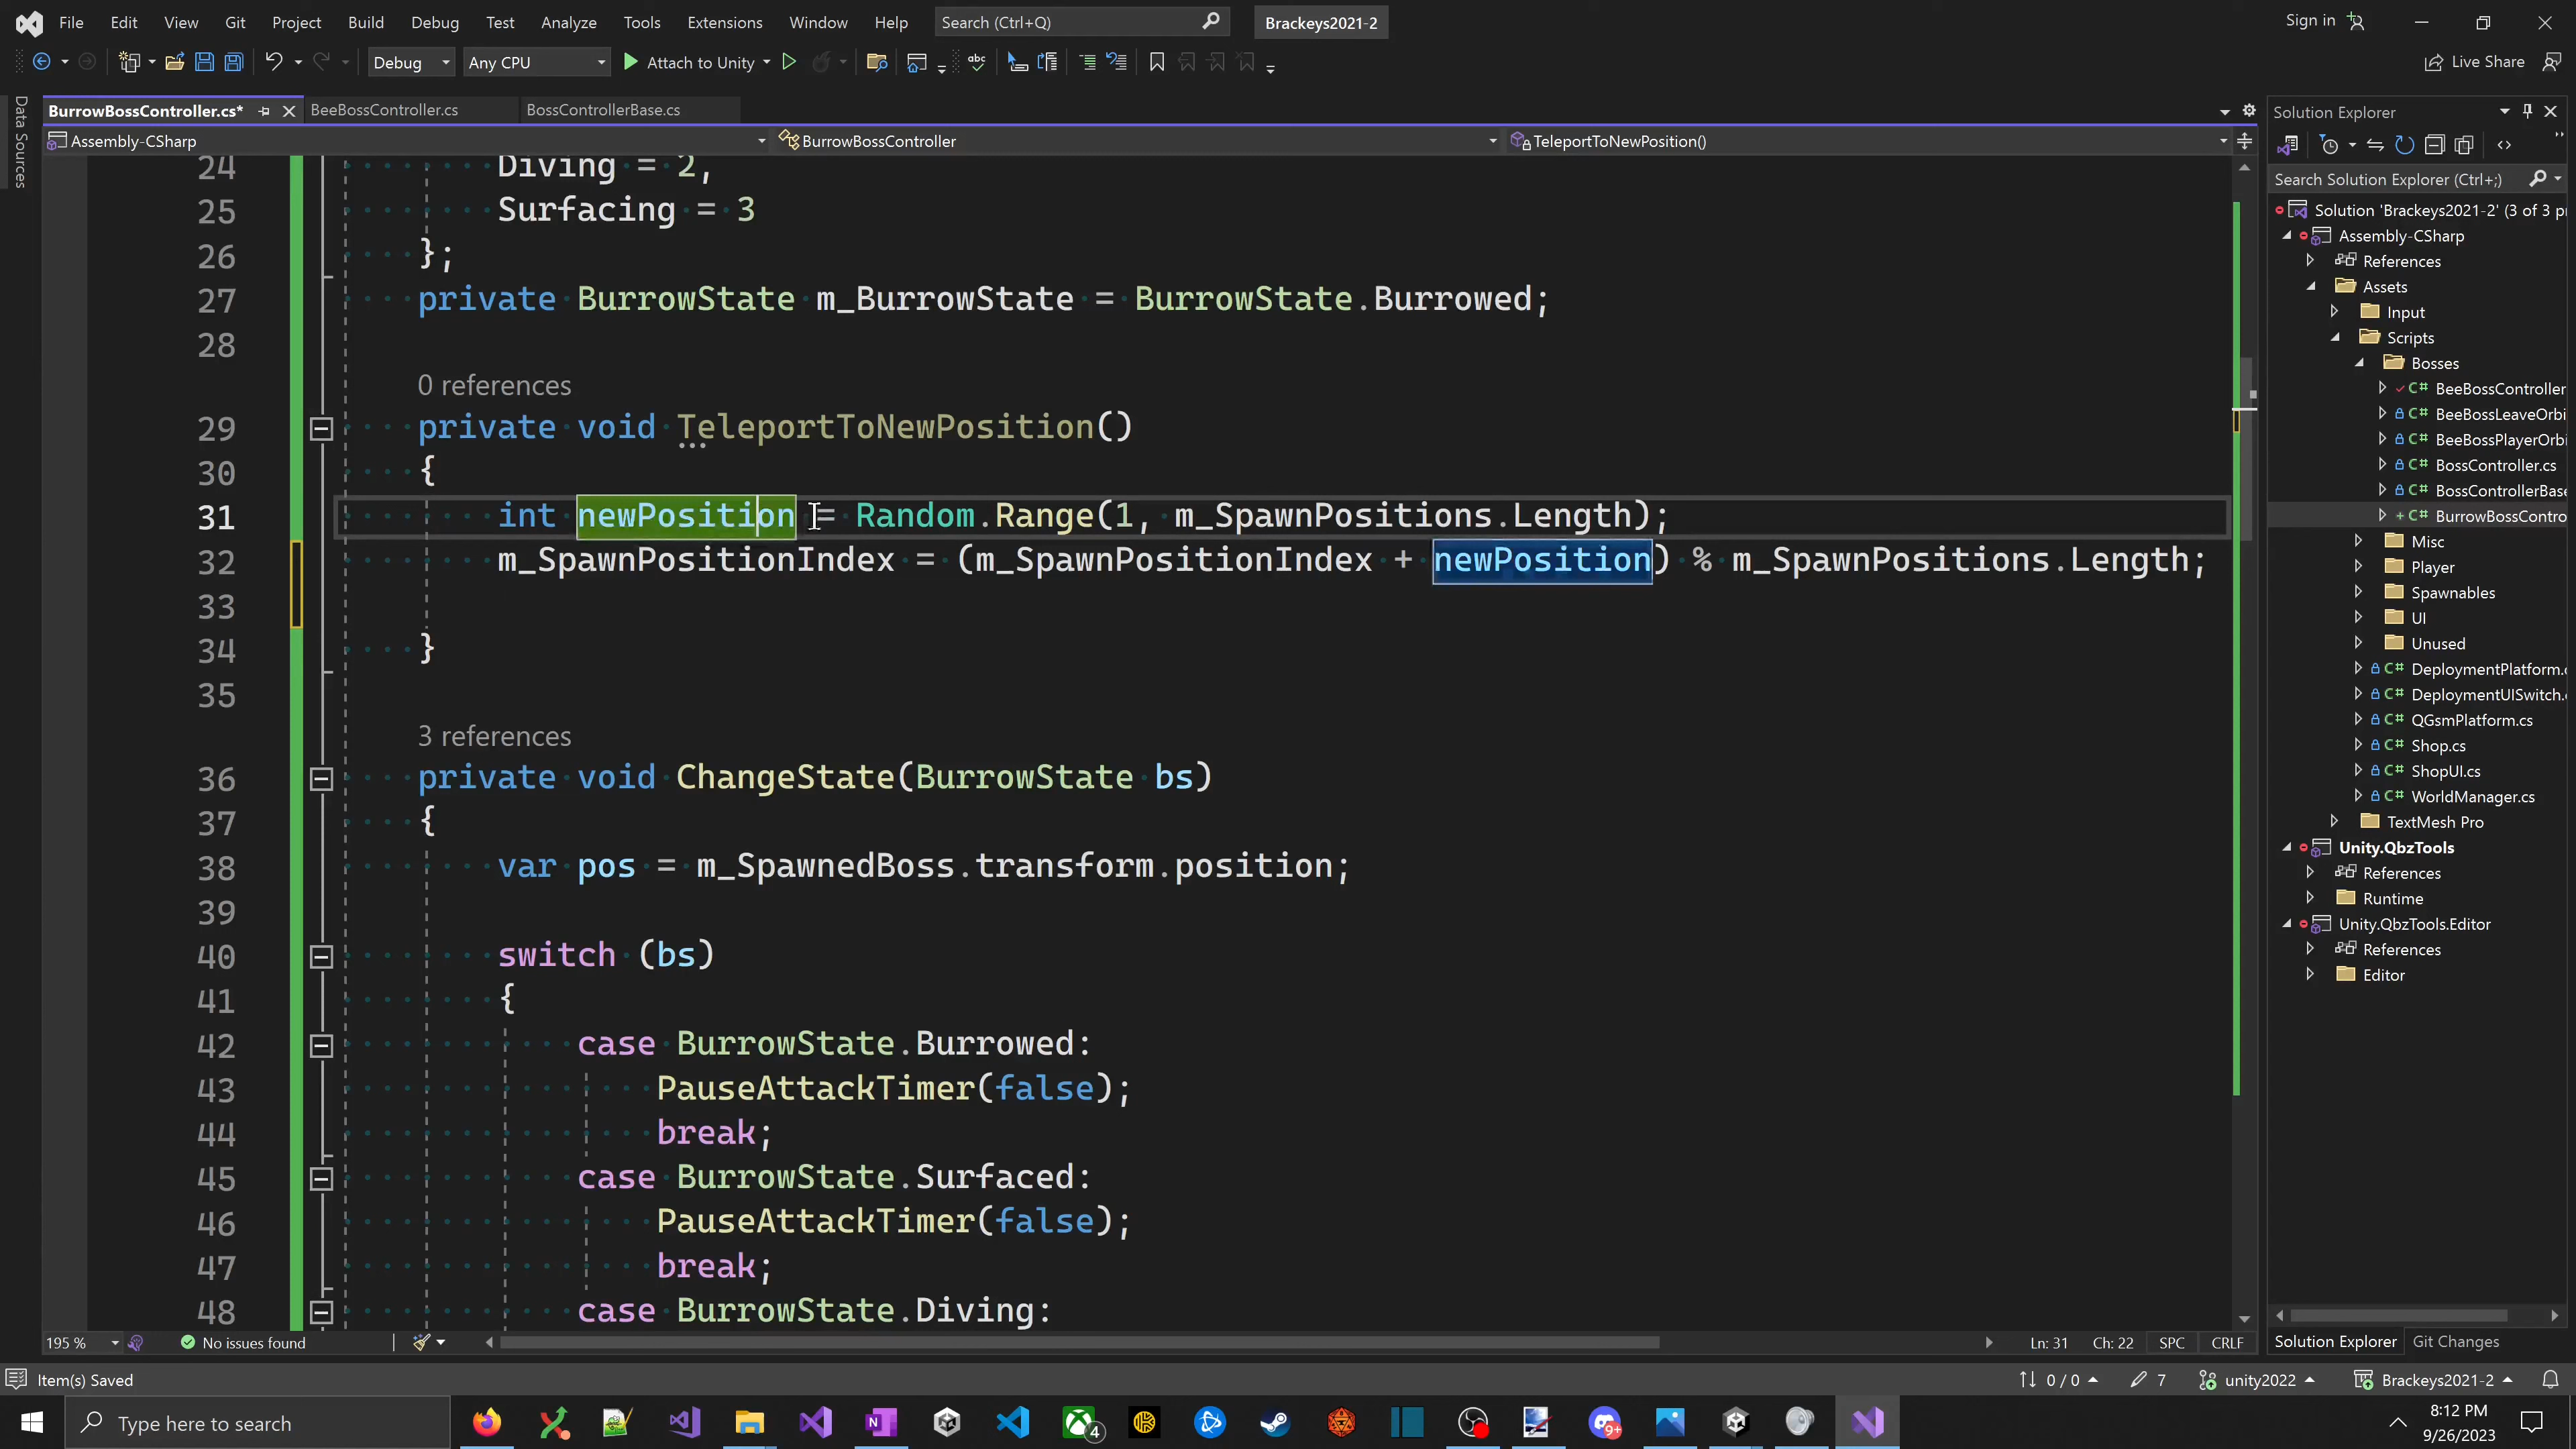 File Edit View Git Project Build Debug Test Analyze Tools Extensions Window Help Search (Ctrl+Q) Brackeys2021-2 Sign in
Debug Any CPU Attach to Unity Live Share
Data Sources
BurrowBossController.cs* BeeBossController.cs BossControllerBase.cs
Assembly-CSharp BurrowBossController TeleportToNewPosition()
24 Diving = 2,
25 Surfacing = 3
26 };
27 private BurrowState m_BurrowState = BurrowState.Burrowed;
28
0 references
29 private void TeleportToNewPosition()
30 {
31 int newPosition = Random.Range(1, m_SpawnPositions.Length);
32 m_SpawnPositionIndex = (m_SpawnPositionIndex + newPosition) % m_SpawnPositions.Length;
33
34 }
35
3 references
36 private void ChangeState(BurrowState bs)
37 {
38 var pos = m_SpawnedBoss.transform.position;
39
40 switch (bs)
41 {
42 case BurrowState.Burrowed:
43 PauseAttackTimer(false);
44 break;
45 case BurrowState.Surfaced:
46 PauseAttackTimer(false);
47 break;
48 case BurrowState.Diving:
195 % No issues found Ln: 31 Ch: 22 SPC CRLF
Solution Explorer
Search Solution Explorer (Ctrl+;)
Solution 'Brackeys2021-2' (3 of 3 p
Assembly-CSharp
References
Assets
Input
Scripts
Bosses
C# BeeBossController
C# BeeBossLeaveOrbi
C# BeeBossPlayerOrbi
C# BossController.cs
C# BossControllerBase
C# BurrowBossContro
Misc
Player
Spawnables
UI
Unused
C# DeploymentPlatform.c
C# DeploymentUISwitch.c
C# QGsmPlatform.cs
C# Shop.cs
C# ShopUI.cs
C# WorldManager.cs
TextMesh Pro
Unity.QbzTools
References
Runtime
Unity.QbzTools.Editor
References
Editor
Solution Explorer Git Changes
Item(s) Saved 0 / 0 7 unity2022 Brackeys2021-2
Type here to search 4 9+ 8:12 PM
9/26/2023